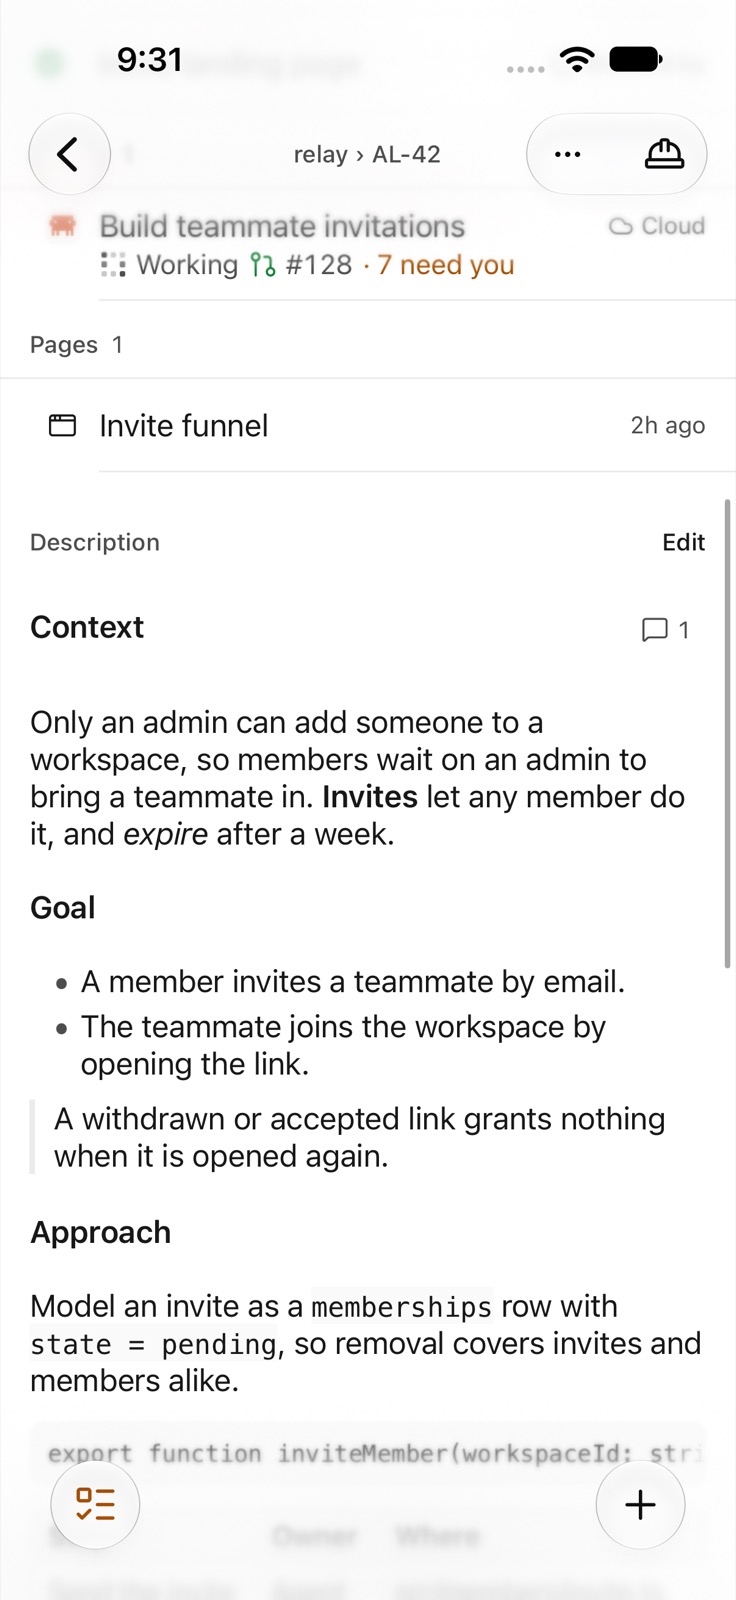 9:31
relay › AL-42
Build teammate invitations
Cloud
Working #128 · 7 need you
Pages 1
Invite funnel
2h ago
Description
Edit
Context
1
Only an admin can add someone to a
workspace, so members wait on an admin to
bring a teammate in. Invites let any member do
it, and expire after a week.
Goal
• A member invites a teammate by email.
• The teammate joins the workspace by
opening the link.
A withdrawn or accepted link grants nothing
when it is opened again.
Approach
Model an invite as a memberships row with
state = pending, so removal covers invites and
members alike.
export function inviteMember(workspaceId: stri
Owner
Where